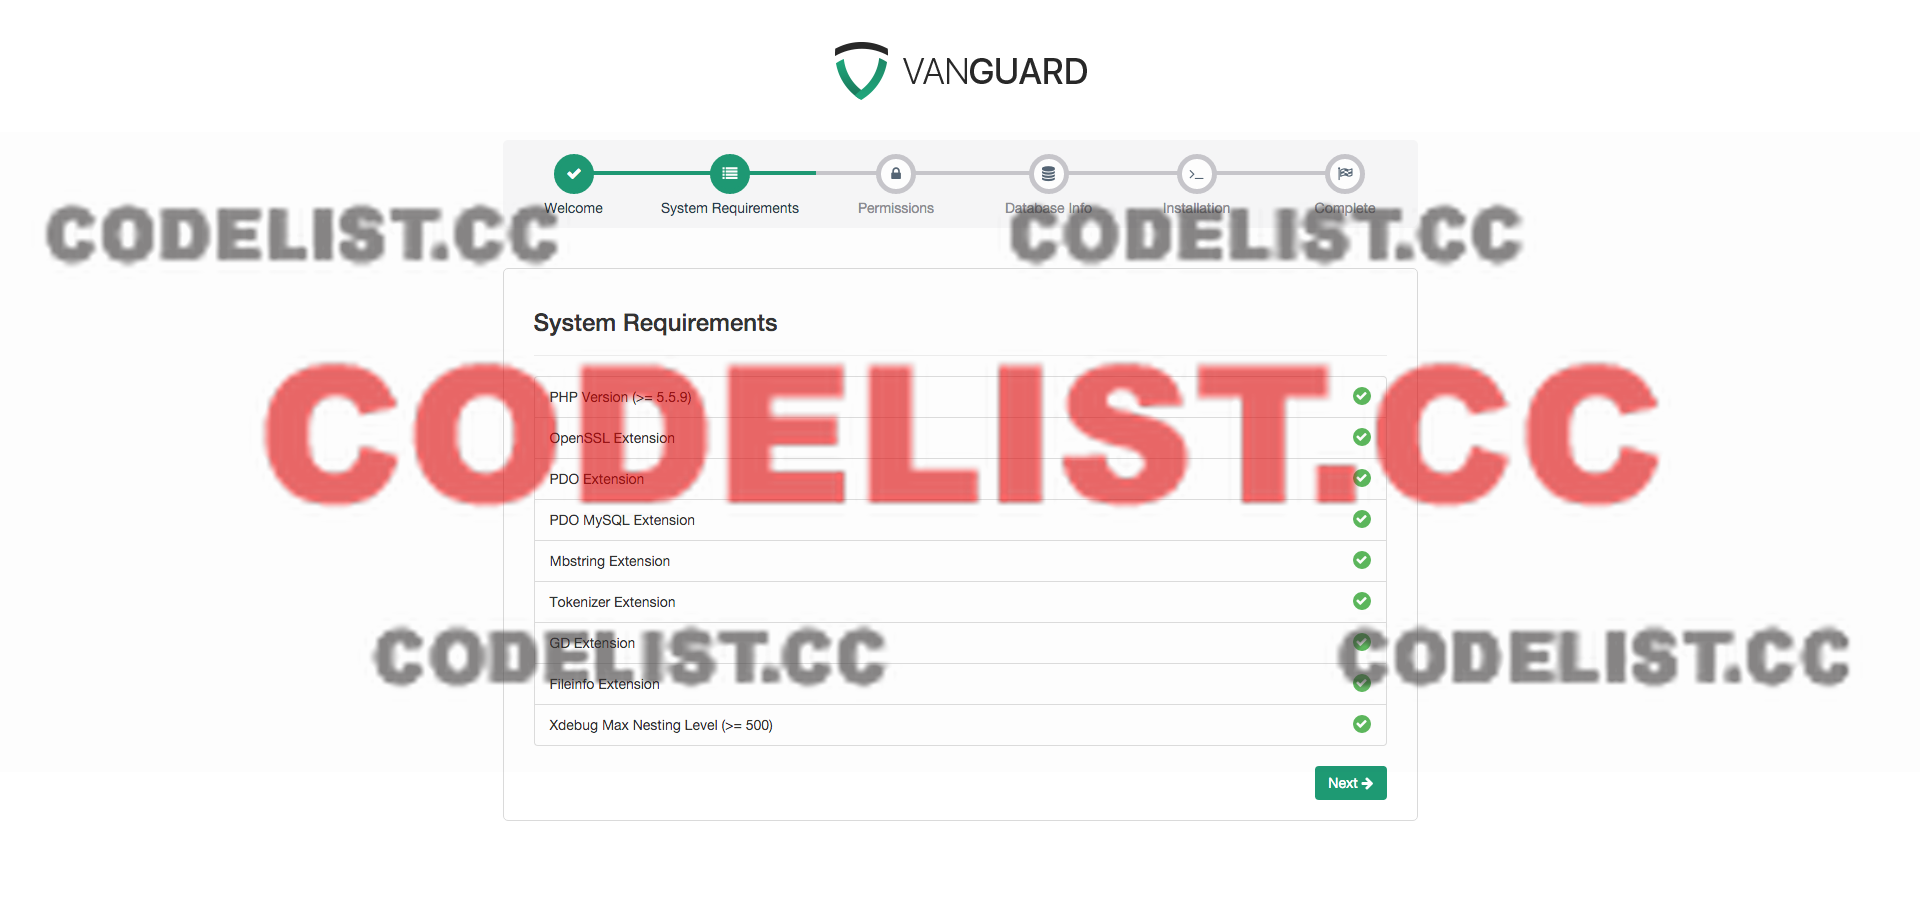 VANGUARD
Welcome
System Requirements
Permissions
Database Info
Installation
Complete
CODELIST.CC
CODELIST.CC
System Requirements
CODELIST.CC
PHP Version (>= 5.5.9)
OpenSSL Extension
PDO Extension
PDO MySQL Extension
Mbstring Extension
Tokenizer Extension
GD Extension
CODELIST.CC
CODELIST.CC
Fileinfo Extension
Xdebug Max Nesting Level (>= 500)
Next